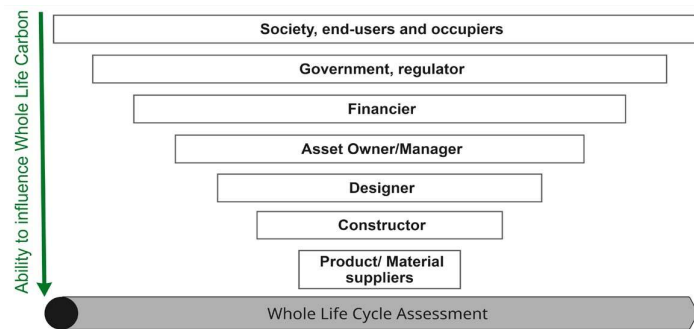 Ability to influence Whole Life Carbon
Society, end-users and occupiers
Government, regulator
Financier
Asset Owner/Manager
Designer
Constructor
Product/ Material
suppliers
Whole Life Cycle Assessment